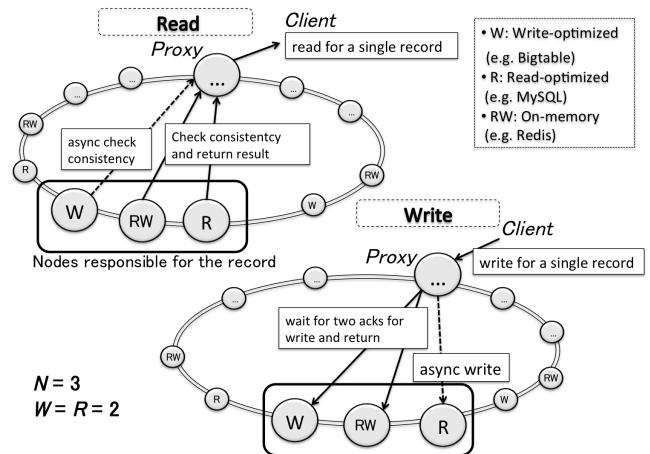 Read
Client
Proxy
read for a single record
...
...
...
...
...
RW
RW
R
async check
consistency
Check consistentcy
and return result
W
RW
R
W
Nodes responsible for the record
• W: Write-optimized
(e.g. Bigtable)
• R: Read-optimized
(e.g. MySQL)
• RW: On-memory
(e.g. Redis)
Write
Client
Proxy
write for a single record
...
...
...
...
...
wait for two acks for
write and return
async write
RW
RW
R
W
W
RW
R
N = 3
W = R = 2